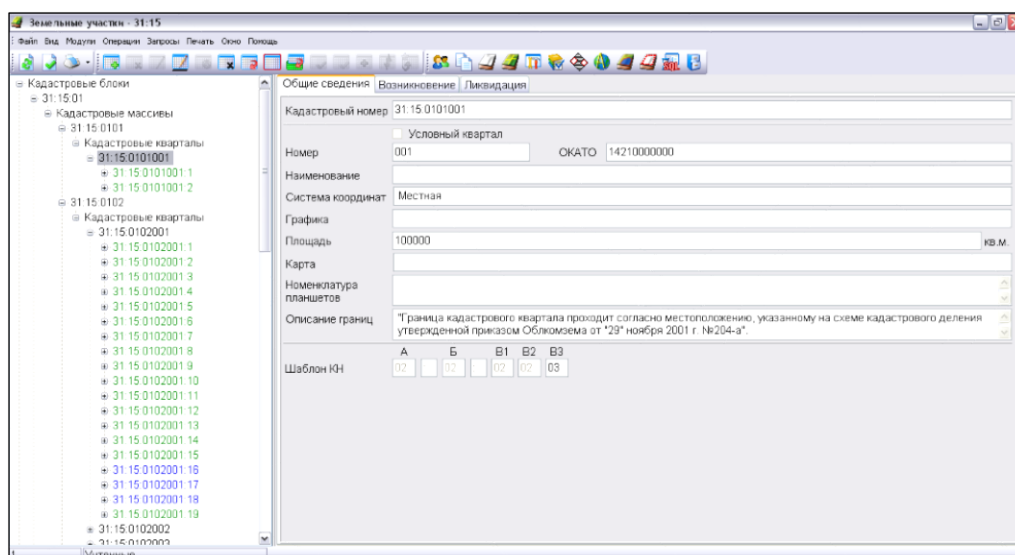 Земельные участки - 31:15
Файл Вид Модули Операции Запросы Печать Окно Помощь
Кадастровые блоки
31:15:01
Кадастровые массивы
31:15:0101
Кадастровые кварталы
31:15:0101001
31:15:0101001:1
31:15:0101001:2
31:15:0102
Кадастровые кварталы
31:15:0102001
31:15:0102001:1
31:15:0102001:2
31:15:0102001:3
31:15:0102001:4
31:15:0102001:5
31:15:0102001:6
31:15:0102001:7
31:15:0102001:8
31:15:0102001:9
31:15:0102001:10
31:15:0102001:11
31:15:0102001:12
31:15:0102001:13
31:15:0102001:14
31:15:0102001:15
31:15:0102001:16
31:15:0102001:17
31:15:0102001:18
31:15:0102001:19
31:15:0102002
31:15:0102003
Общие сведения Возникновение Ликвидация
Кадастровый номер 31:15:0101001
Условный квартал
Номер 001 ОКАТО 14210000000
Наименование
Система координат Местная
Графика
Площадь 100000 кв.м.
Карта
Номенклатура
планшетов
Описание границ "Граница кадастрового квартала проходит согласно местоположению, указанному на схеме кадастрового деления
утвержденной приказом Облкомзема от "29" ноября 2001 г. №204-а".
А Б В1 В2 В3
Шаблон КН 02 02 02 02 03